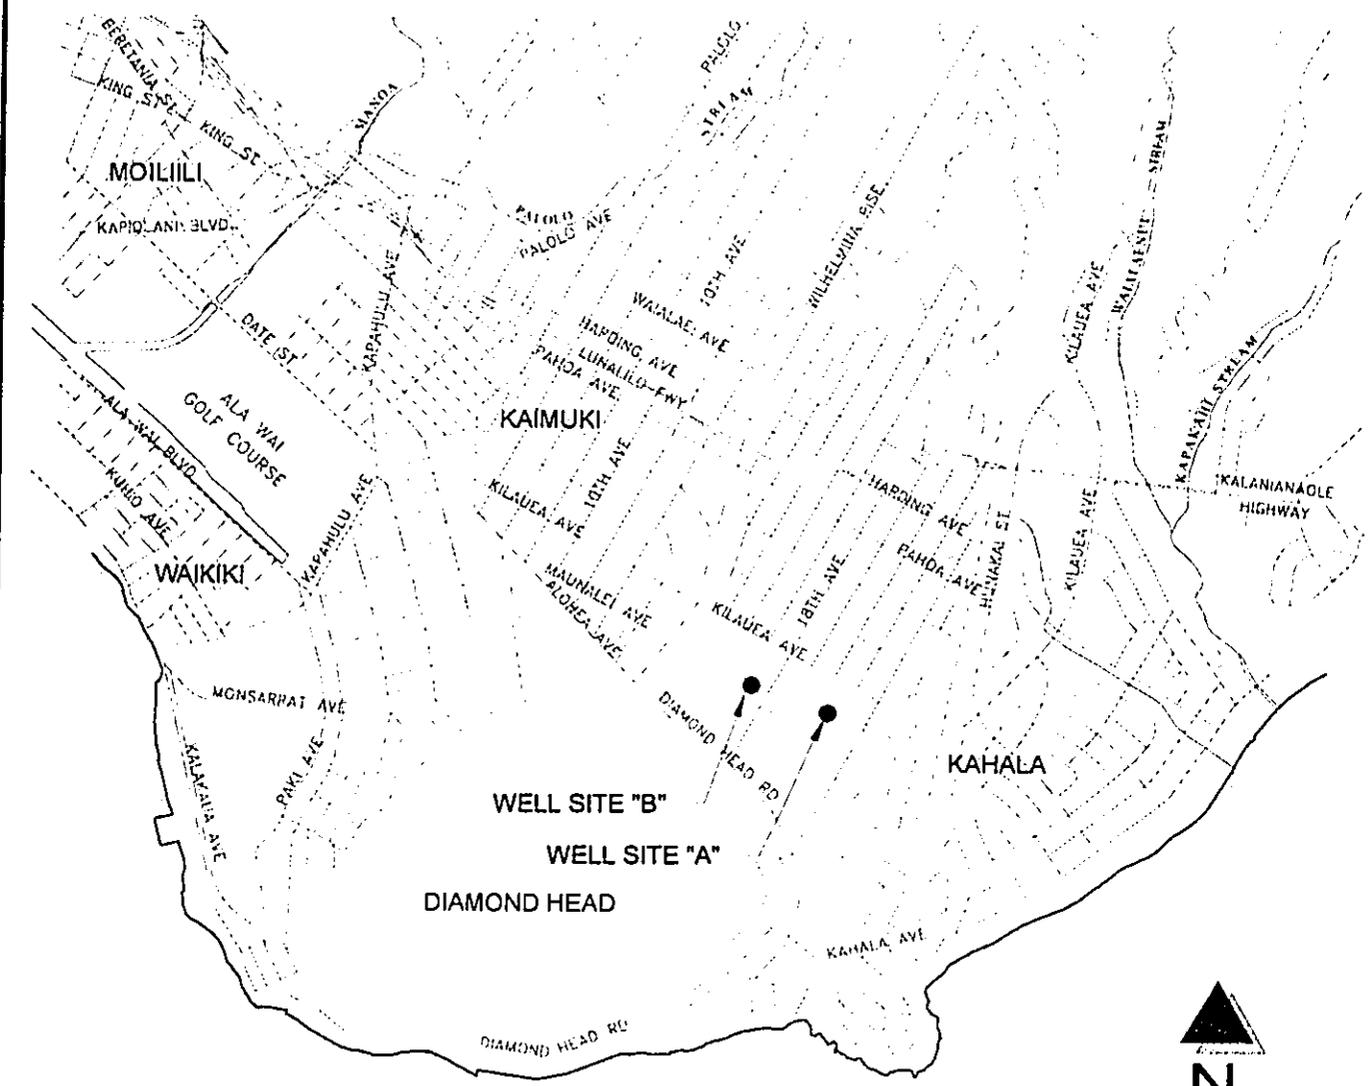 BERETANIA ST
KING ST
KING ST
MANOA
PALOLO
STREAM
MOILIILI
KAPIOLANI BLVD.
PALOLO
PALOLO AVE
KAPAHULU AVE
10TH AVE
WILHELMINA RISE
STREAM
WAIALAENUI
KILAUEA AVE
DATE ST
WAIALAE AVE
HARDING AVE
LUNALILO FWY
PAHOA AVE
KAPAKAHI STREAM
ALA WAI
GOLF COURSE
ALA WAI BLVD
KAIMUKI
KUHIO AVE
KAPAHULU AVE
KILAUEA AVE
10TH AVE
HARDING AVE
KALANIANAOLE
HIGHWAY
WAIKIKI
MAUNALEI AVE
ALOHEA AVE
KILAUEA AVE
18TH AVE
PAHOA AVE
HUNAKAI ST
KILAUEA AVE
MONSARRAT AVE
DIAMOND HEAD RD
KALAKAUA AVE
PAKI AVE
KAHALA
WELL SITE "B"
WELL SITE "A"
DIAMOND HEAD
KAHALA AVE
DIAMOND HEAD RD
N